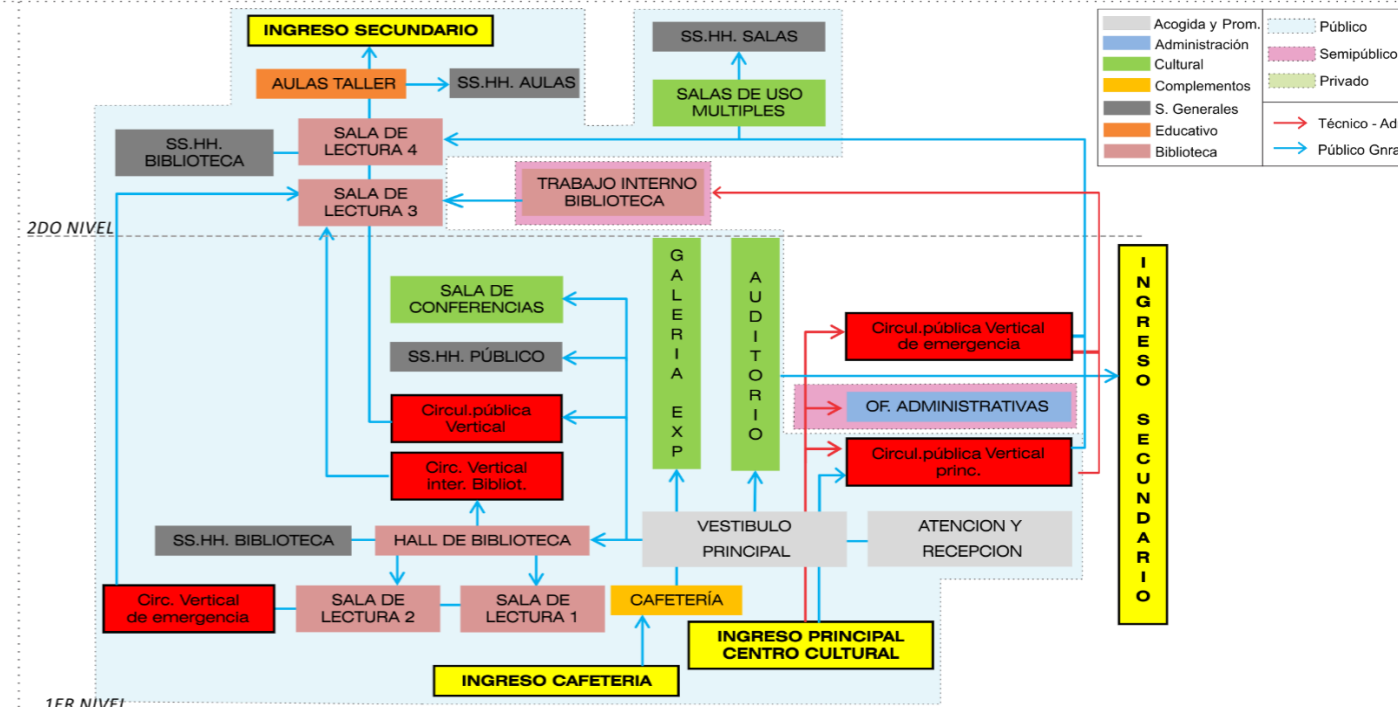 INGRESO SECUNDARIO
SS.HH. SALAS
AULAS TALLER
SS.HH. AULAS
SALAS DE USO
MULTIPLES
SS.HH.
BIBLIOTECA
SALA DE
LECTURA 4
SALA DE
LECTURA 3
TRABAJO INTERNO
BIBLIOTECA
Acogida y Prom.
Administración
Cultural
Complementos
S. Generales
Educativo
Biblioteca
Público
Semipúblico
Privado
Técnico - Ad
Público Gnra
2DO NIVEL
SALA DE
CONFERENCIAS
SS.HH. PÚBLICO
Circul.pública
Vertical
Circ. Vertical
inter. Bibliot.
GALERIA EXP
AUDITORIO
Circul.pública Vertical
de emergencia
OF. ADMINISTRATIVAS
Circul.pública Vertical
princ.
INGRESO SECUNDARIO
SS.HH. BIBLIOTECA
HALL DE BIBLIOTECA
VESTIBULO
PRINCIPAL
ATENCION Y
RECEPCION
Circ. Vertical
de emergencia
SALA DE
LECTURA 2
SALA DE
LECTURA 1
CAFETERÍA
INGRESO PRINCIPAL
CENTRO CULTURAL
INGRESO CAFETERIA
1ER NIVEL